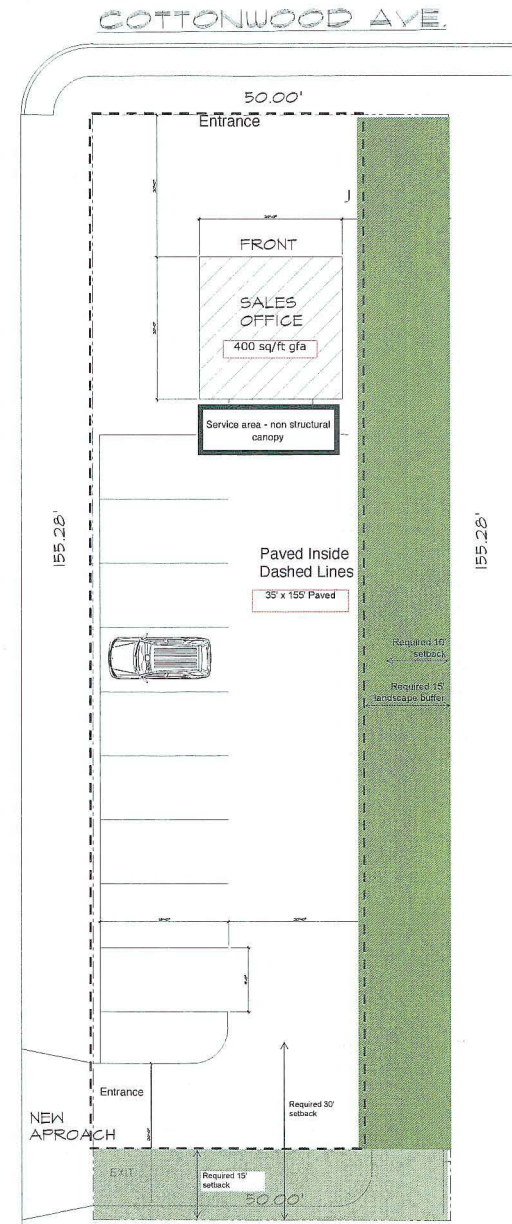 COTTONWOOD AVE.
50.00'
Entrance
J
FRONT
SALES
OFFICE
400 sq/ft gfa
Service area - non structural
canopy
155.28'
155.28'
Paved Inside
Dashed Lines
35' x 155' Paved
Required 10'
setback
Required 15'
landscape buffer
Entrance
Required 30'
setback
NEW
APROACH
EXIT
Required 15'
setback
50.00'